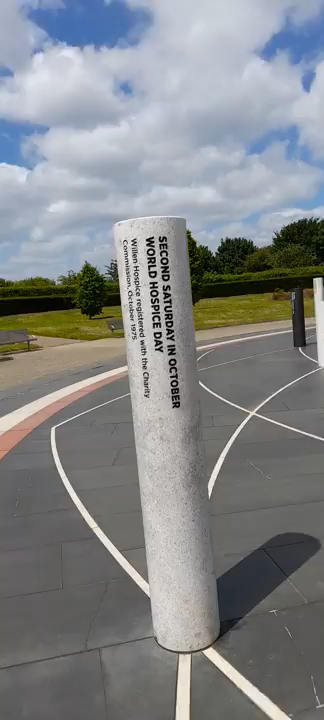 SECOND SATURDAY IN OCTOBER
WORLD HOSPICE DAY
Willen Hospice registered with the Charity
Commission, October 1975